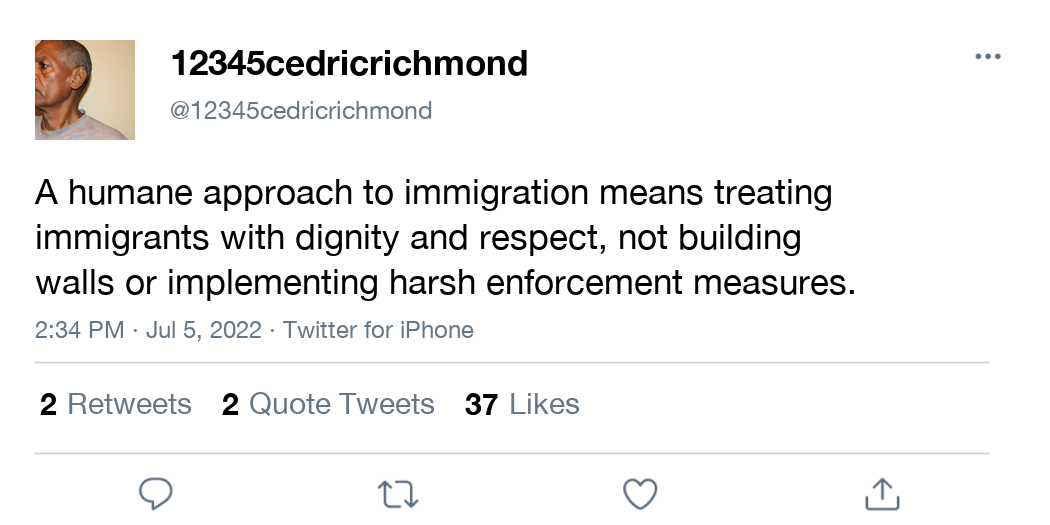 12345cedricrichmond
@12345cedricrichmond
A humane approach to immigration means treating
immigrants with dignity and respect, not building
walls or implementing harsh enforcement measures.
2:34 PM · Jul 5, 2022 · Twitter for iPhone
2 Retweets 2 Quote Tweets 37 Likes